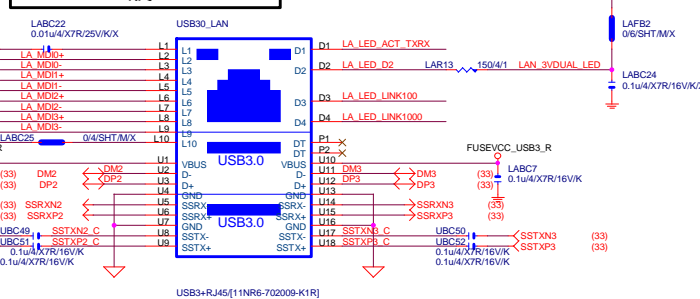 LABC22
0.01u/4/X7R/25V/K/X
USB30_LAN
LAFB2
0/6/SHT/M/X
L1 L1 D1 D1 LA_LED_ACT_TXRX
LA_MDI0+ L2 L2
LA_MDI0- L3 L3 D2 D2 LA_LED_D2 LAR13 150/4/1 LAN_3VDUAL_LED
LA_MDI1+ L4 L4
LA_MDI1- L5 L5
LABC24
0.1u/4/X7R/16V/K/X
LA_MDI2+ L6 L6
LA_MDI2- L7 L7 D3 D3 LA_LED_LINK100
LA_MDI3+ L8 L8
LA_MDI3- L9 L9 D4 D4 LA_LED_LINK1000
LABC25 0/4/SHT/M/X L10 L10 DT P1
DT P2
FUSEVCC_USB3_R
USB3.0
U1 VBUS U10
(33) DM2 DM2 U2 D- U11 DM3 DM3 (33)
(33) DP2 DP2 U3 D+ U12 DP3 DP3 (33)
LABC7
0.1u/4/X7R/16V/K
U4 GND GND U13
(33) SSRXN2 U5 SSRX- SSRX- U14 SSRXN3 (33)
(33) SSRXP2 U6 SSRX+ SSRX+ U15 SSRXP3 (33)
USB3.0
U7 GND GND U16
UBC49 SSTXN2_C U8 SSTX- SSTX- U17 SSTXN3_C UBC50 SSTXN3 (33)
UBC51 SSTXP2_C U9 SSTX+ SSTX+ U18 SSTXP3_C UBC52 SSTXP3 (33)
0.1u/4/X7R/16V/K
0.1u/4/X7R/16V/K
0.1u/4/X7R/16V/K
0.1u/4/X7R/16V/K
USB3+RJ45/[11NR6-702009-K1R]